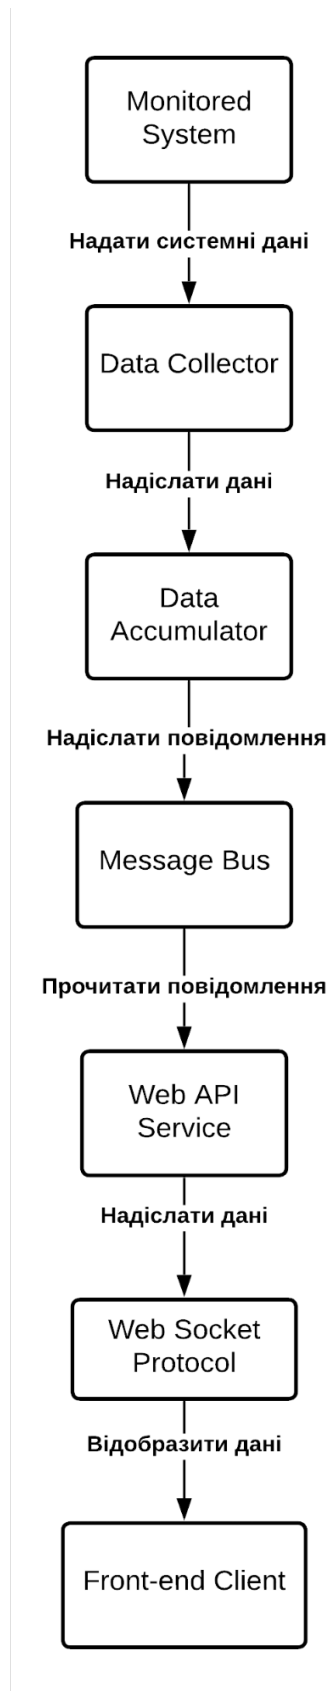 Monitored
System
Надати системні дані
Data Collector
Надіслати дані
Data
Accumulator
Надіслати повідомлення
Message Bus
Прочитати повідомлення
Web API
Service
Надіслати дані
Web Socket
Protocol
Відобразити дані
Front-end Client